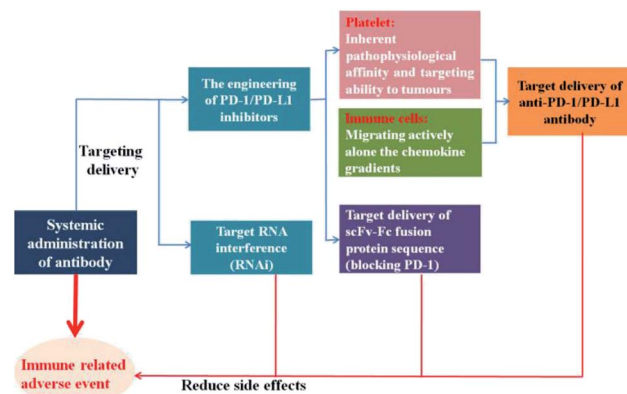 Platelet:
Inherent
pathophysiological
affinity and targeting
ability to tumours
The engineering
of PD-1/PD-L1
inhibitors
Target delivery of
anti-PD-1/PD-L1
antibody
Immune cells:
Migrating actively
alone the chemokine
gradients
Targeting
delivery
Systemic
administration
of antibody
Target RNA
interference
(RNAi)
Target delivery of
scFv-Fc fusion
protein sequence
(blocking PD-1)
Immune related
adverse event
Reduce side effects